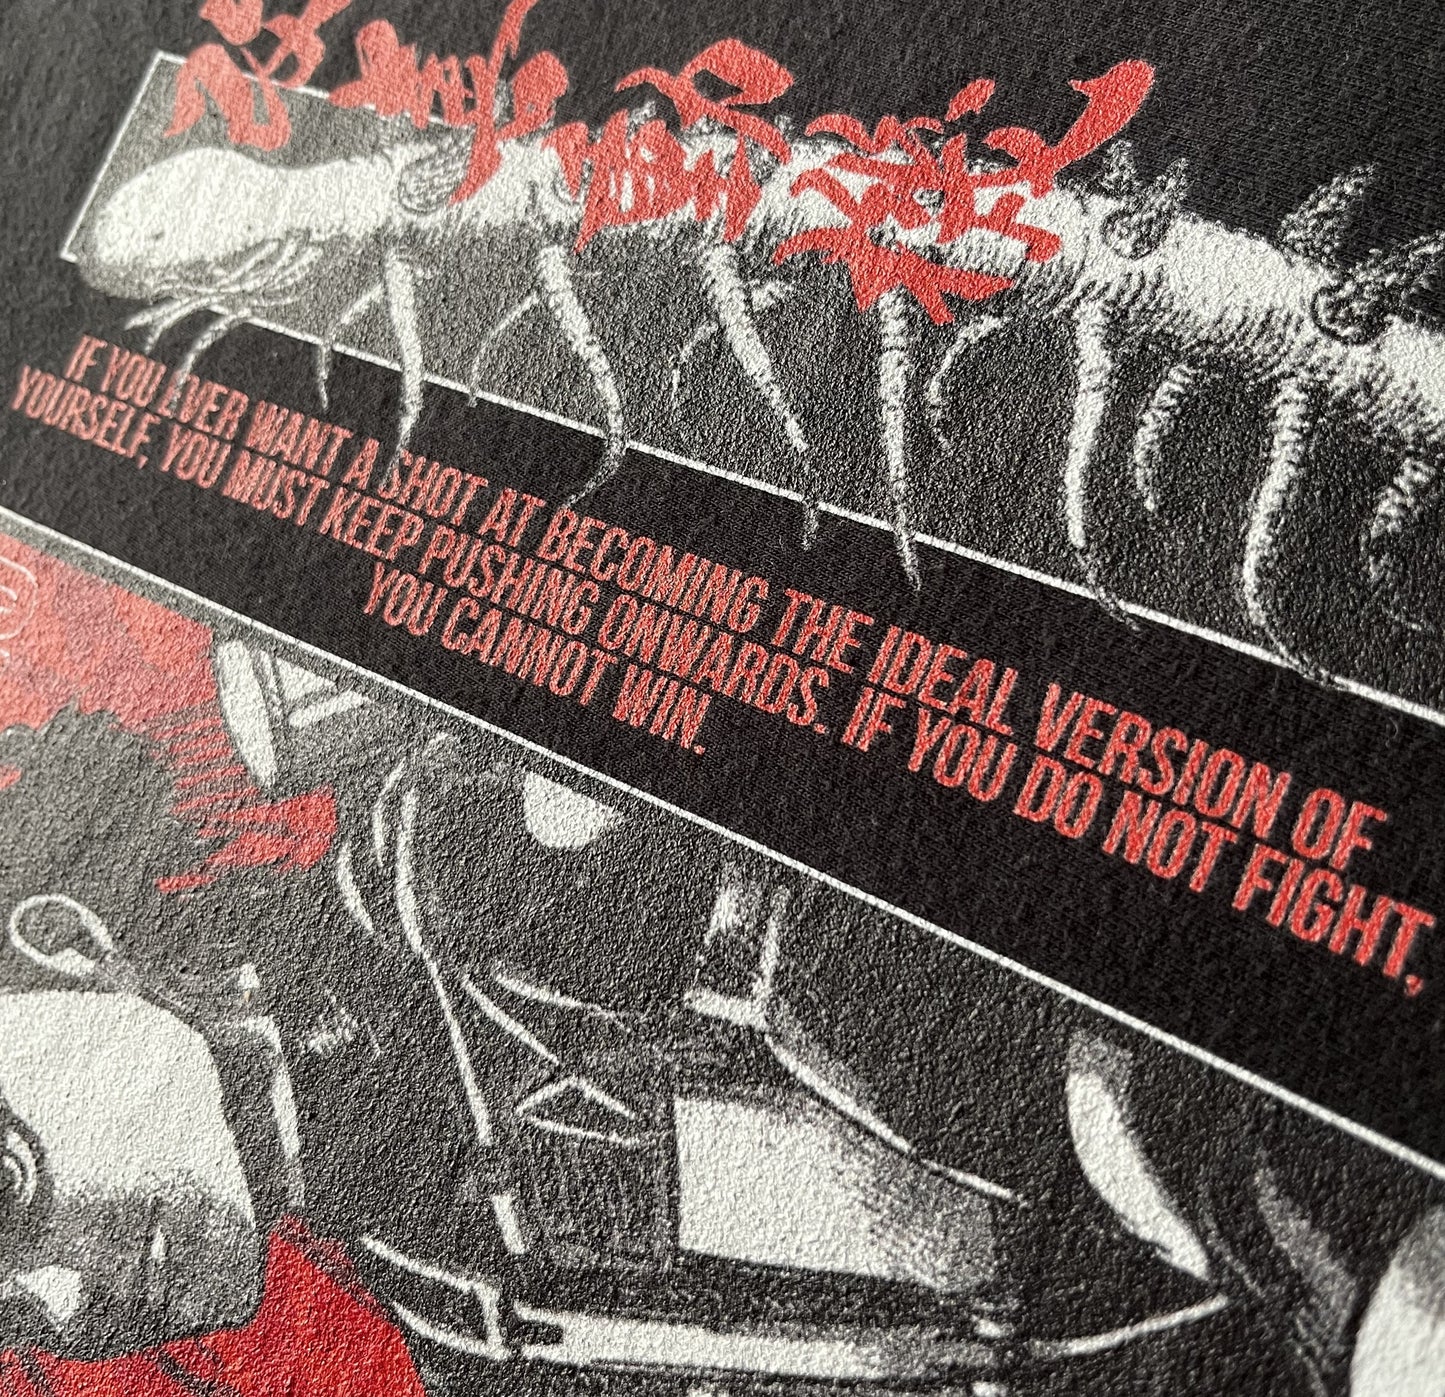 IF YOU EVER WANT A SHOT AT BECOMING THE IDEAL VERSION OF
YOURSELF, YOU MUST KEEP PUSHING ONWARDS. IF YOU DO NOT FIGHT,
YOU CANNOT WIN.